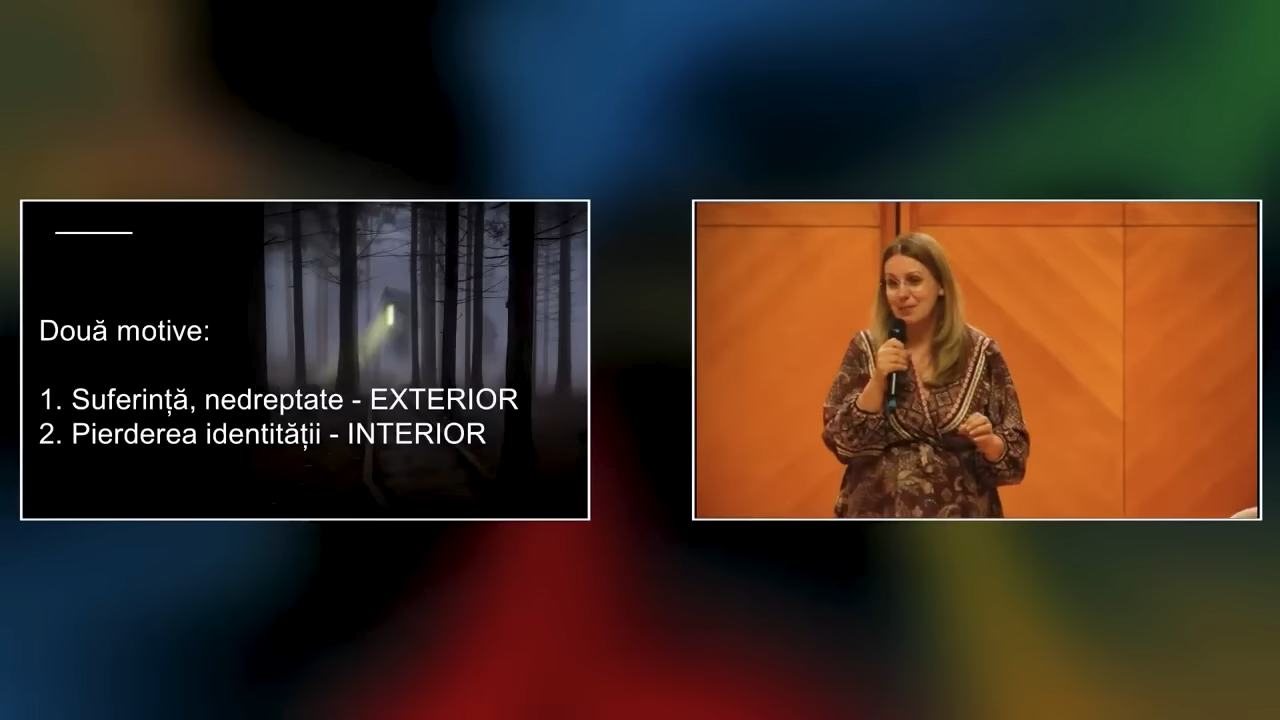 Două motive:
1. Suferință, nedreptate - EXTERIOR
2. Pierderea identității - INTERIOR